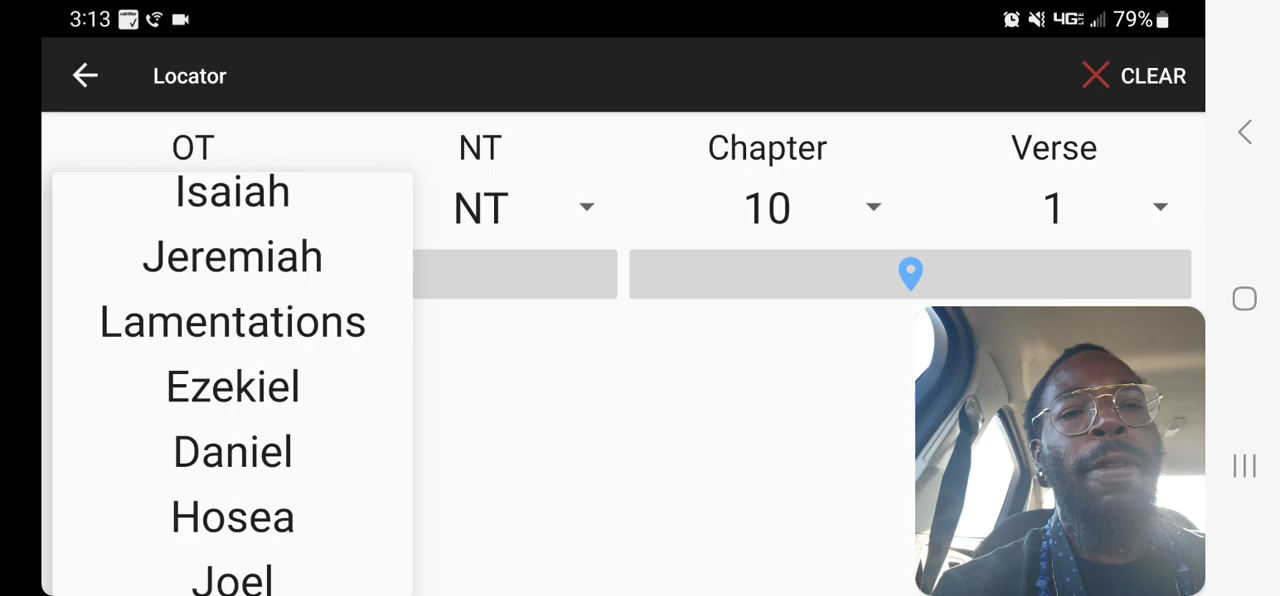 3:13 4G 79%
Locator CLEAR
OT NT Chapter Verse
Isaiah
NT 10 1
Jeremiah
Lamentations
Ezekiel
Daniel
Hosea
Joel